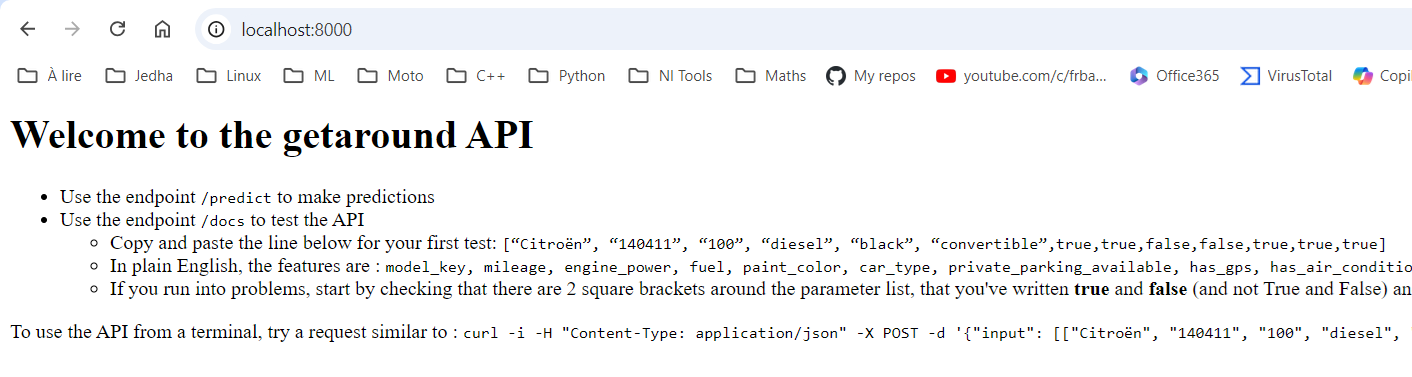 localhost:8000
À lire Jedha Linux ML Moto C++ Python NI Tools Maths My repos youtube.com/c/frba... Office365 VirusTotal Copil
Welcome to the getaround API
• Use the endpoint /predict to make predictions
• Use the endpoint /docs to test the API
◦ Copy and paste the line below for your first test: [“Citroën”, “140411”, “100”, “diesel”, “black”, “convertible”,true,true,false,false,true,true,true]
◦ In plain English, the features are : model_key, mileage, engine_power, fuel, paint_color, car_type, private_parking_available, has_gps, has_air_conditio
◦ If you run into problems, start by checking that there are 2 square brackets around the parameter list, that you've written true and false (and not True and False) an
To use the API from a terminal, try a request similar to : curl -i -H "Content-Type: application/json" -X POST -d '{"input": [["Citroën", "140411", "100", "diesel",